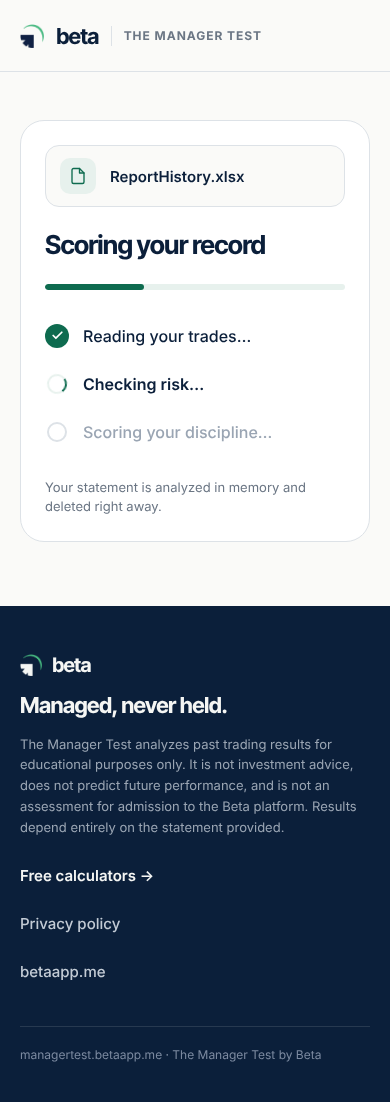 beta
THE MANAGER TEST
ReportHistory.xlsx
Scoring your record
Reading your trades...
Checking risk...
Scoring your discipline...
Your statement is analyzed in memory and
deleted right away.
beta
Managed, never held.
The Manager Test analyzes past trading results for
educational purposes only. It is not investment advice,
does not predict future performance, and is not an
assessment for admission to the Beta platform. Results
depend entirely on the statement provided.
Free calculators →
Privacy policy
betaapp.me
managertest.betaapp.me · The Manager Test by Beta